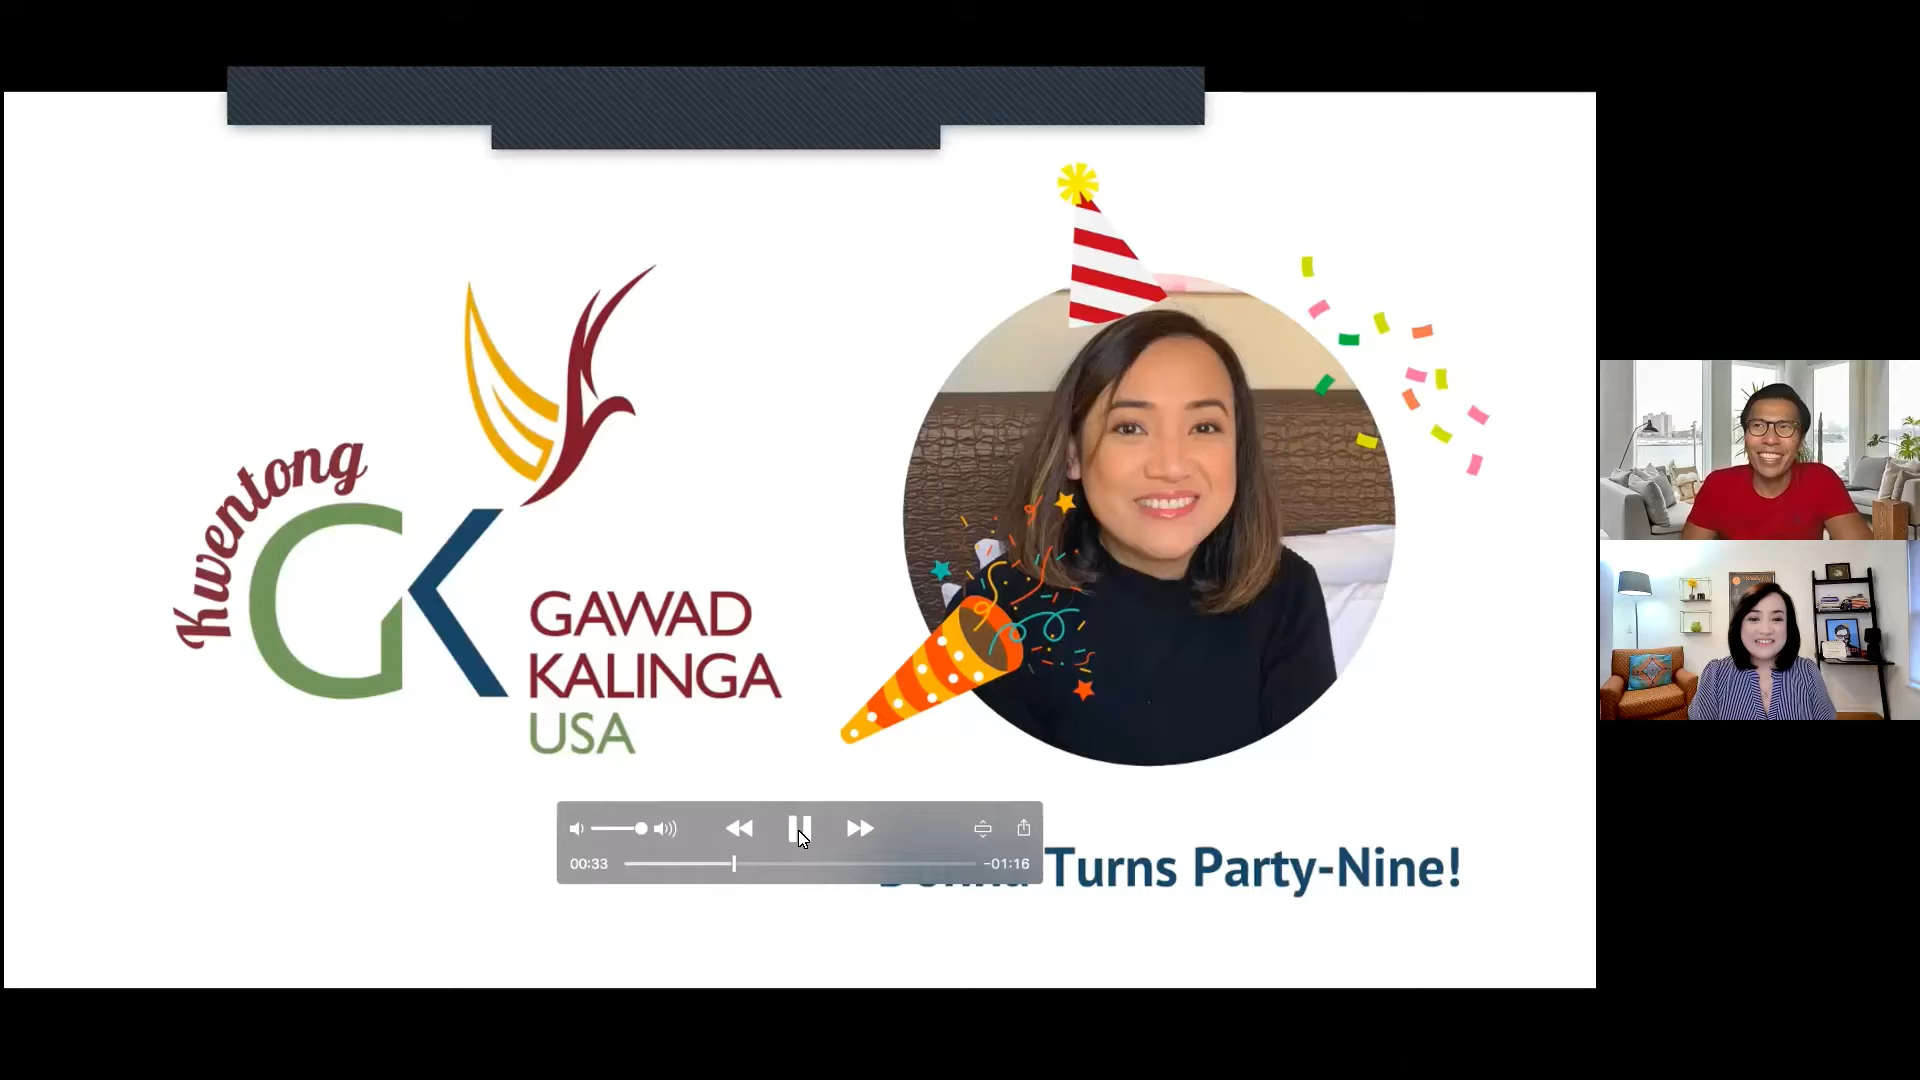 Kwentong
GK
GAWAD
KALINGA
USA
00:33
-01:16
Turns Party-Nine!